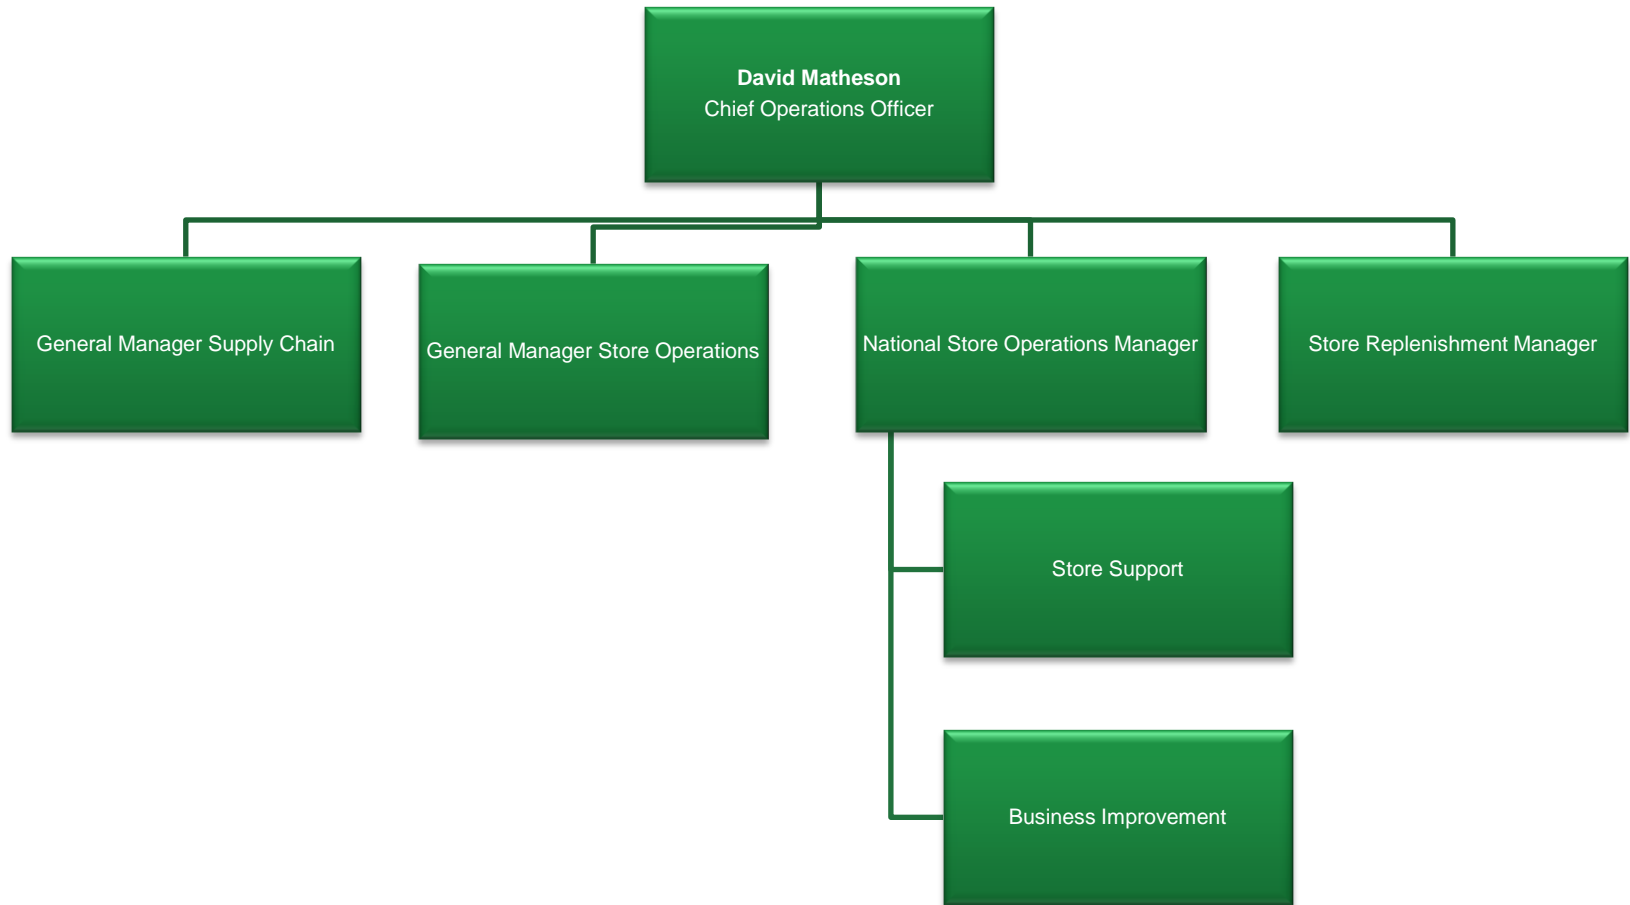 David Matheson
Chief Operations Officer
General Manager Supply Chain
General Manager Store Operations
National Store Operations Manager
Store Replenishment Manager
Store Support
Business Improvement